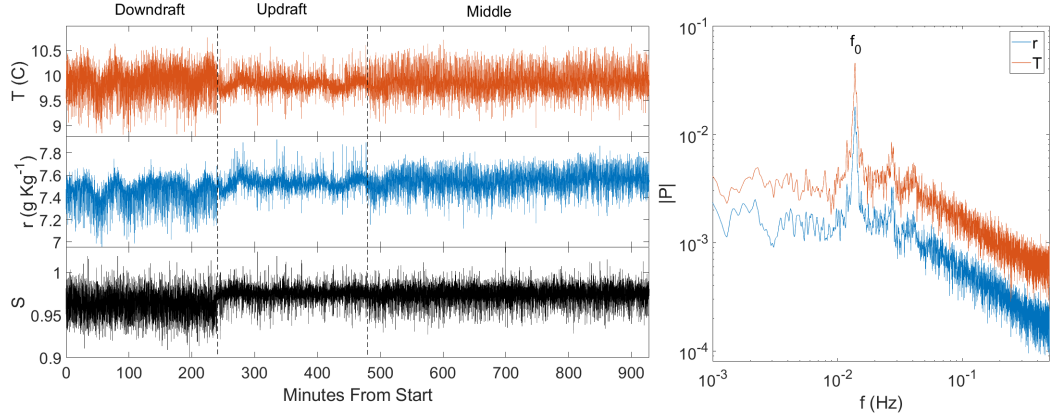 Downdraft Updraft Middle
10.5
10
9.5
9
T (C)
7.8
7.6
7.4
7.2
7
r (g Kg⁻¹)
1
0.95
0.9
S
0 100 200 300 400 500 600 700 800 900
Minutes From Start
10⁻¹
10⁻²
10⁻³
10⁻⁴
|P|
f₀
r
T
10⁻³ 10⁻² 10⁻¹
f (Hz)